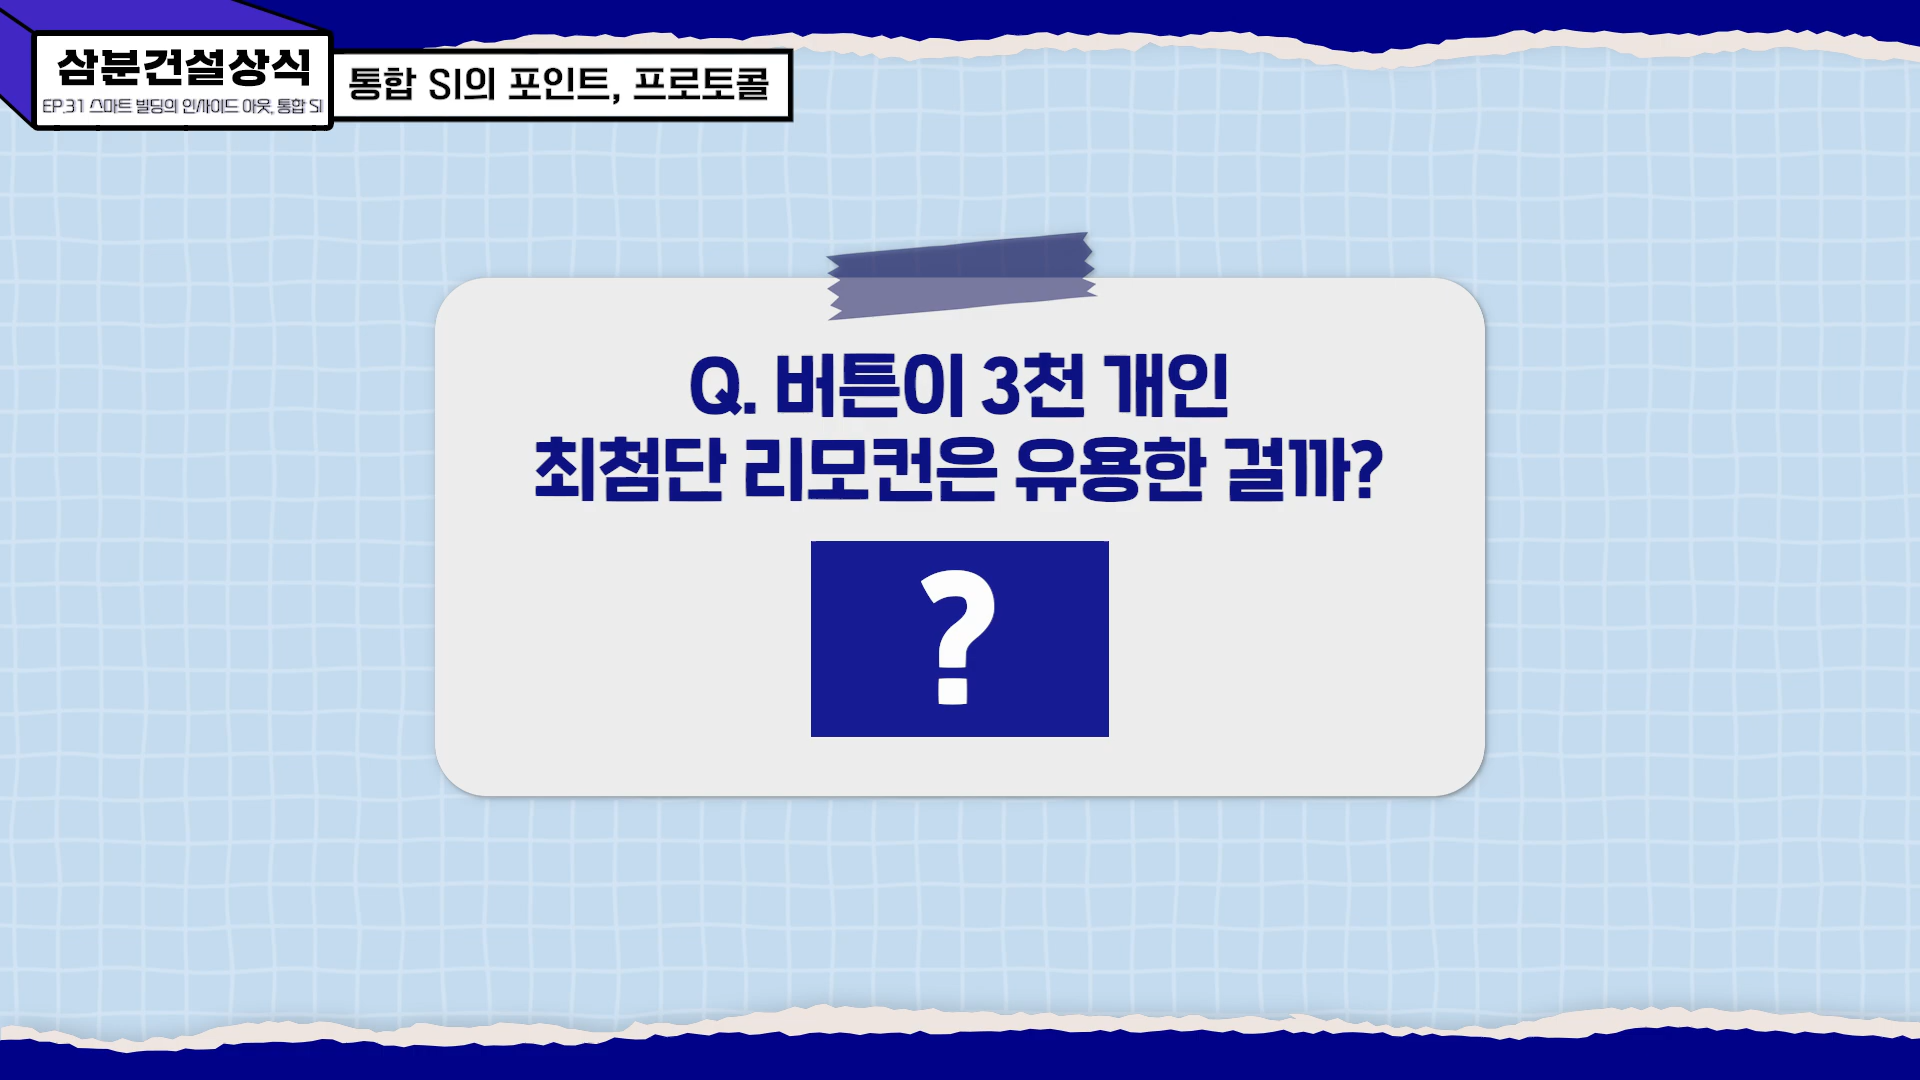 삼분건설상식
EP.31 스마트 빌딩의 인사이드 아웃, 통합 SI
통합 SI의 포인트, 프로토콜
Q. 버튼이 3천 개인
최첨단 리모컨은 유용한 걸까?
?